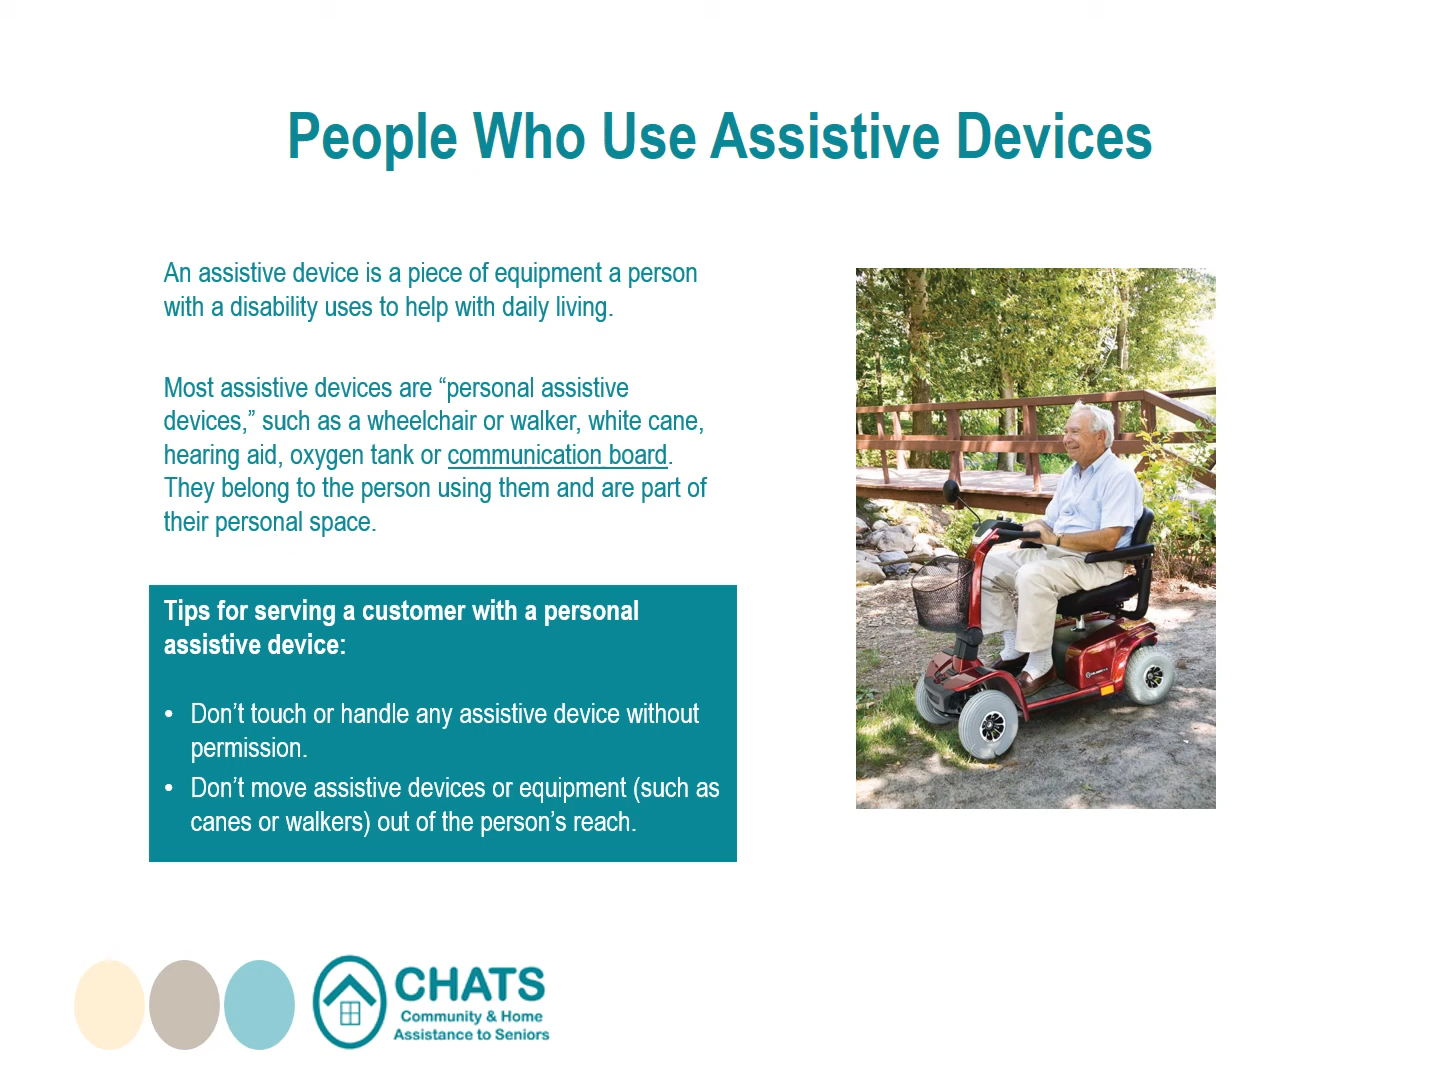 People Who Use Assistive Devices
An assistive device is a piece of equipment a person
with a disability uses to help with daily living.
Most assistive devices are “personal assistive
devices,” such as a wheelchair or walker, white cane,
hearing aid, oxygen tank or communication board.
They belong to the person using them and are part of
their personal space.
Tips for serving a customer with a personal
assistive device:
• Don’t touch or handle any assistive device without
permission.
• Don’t move assistive devices or equipment (such as
canes or walkers) out of the person’s reach.
CHATS
Community & Home
Assistance to Seniors